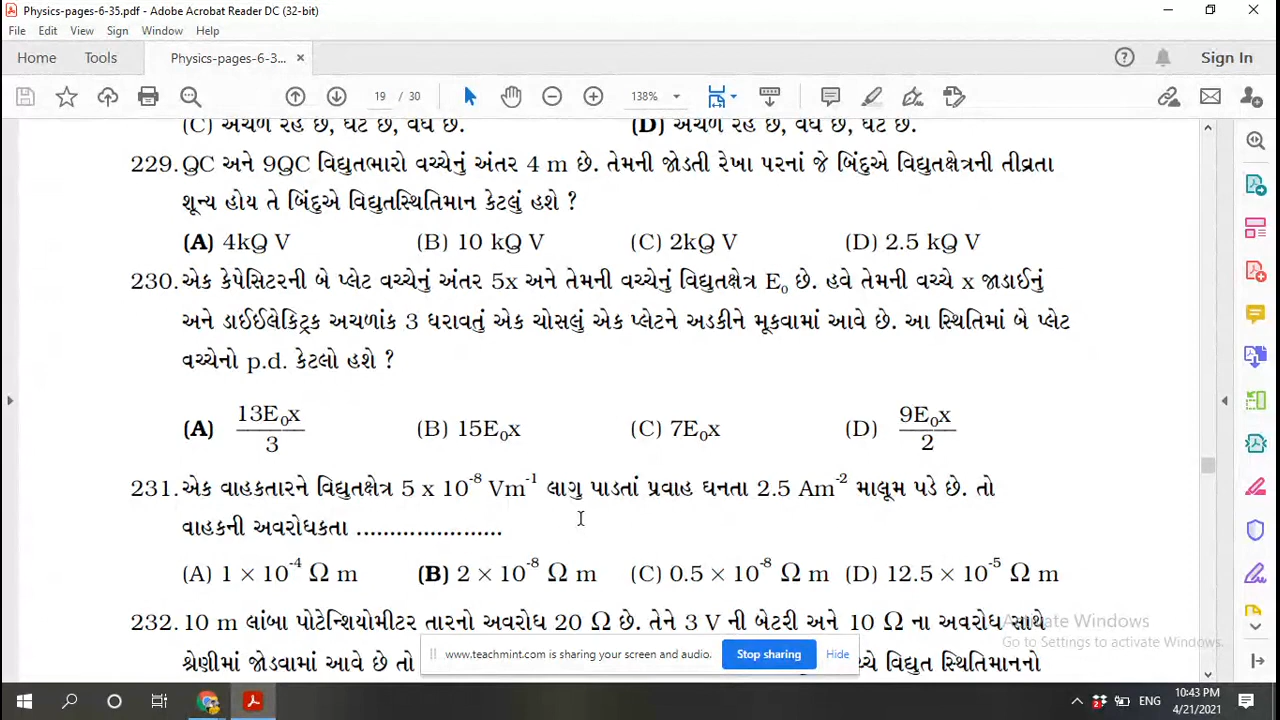 Physics-pages-6-35.pdf - Adobe Acrobat Reader DC (32-bit)
File Edit View Sign Window Help
Home Tools Physics-pages-6-3... × Sign In
19 / 30 138%
(C) અચળ રહે છે, ઘટે છે, વધે છે. (D) અચળ રહે છે, વધે છે, ઘટે છે.
229. QC અને 9QC વિદ્યુતભારો વચ્ચેનું અંતર 4 m છે. તેમની જોડતી રેખા પરનાં જે બિંદુએ વિદ્યુતક્ષેત્રની તીવ્રતા
શૂન્ય હોય તે બિંદુએ વિદ્યુતસ્થિતિમાન કેટલું હશે ?
(A) 4kQ V (B) 10 kQ V (C) 2kQ V (D) 2.5 kQ V
230. એક કેપેસિટરની બે પ્લેટ વચ્ચેનું અંતર 5x અને તેમની વચ્ચેનું વિદ્યુતક્ષેત્ર E₀ છે. હવે તેમની વચ્ચે x જાડાઈનું
અને ડાઈઈલેક્ટ્રિક અચળાંક 3 ધરાવતું એક ચોસલું એક પ્લેટને અડકીને મૂકવામાં આવે છે. આ સ્થિતિમાં બે પ્લેટ
વચ્ચેનો p.d. કેટલો હશે ?
(A) 13E₀x/3 (B) 15E₀x (C) 7E₀x (D) 9E₀x/2
231. એક વાહકતારને વિદ્યુતક્ષેત્ર 5 x 10⁻⁸ Vm⁻¹ લાગુ પાડતાં પ્રવાહ ઘનતા 2.5 Am⁻² માલૂમ પડે છે. તો
વાહકની અવરોધકતા ......................
(A) 1 × 10⁻⁴ Ω m (B) 2 × 10⁻⁸ Ω m (C) 0.5 × 10⁻⁸ Ω m (D) 12.5 × 10⁻⁵ Ω m
232. 10 m લાંબા પોટેન્શિયોમીટર તારનો અવરોધ 20 Ω છે. તેને 3 V ની બેટરી અને 10 Ω ના અવરોધ સાથે
Activate Windows
Go to Settings to activate Windows.
શ્રેણીમાં જોડવામાં આવે છે તો વિદ્યુત સ્થિતિમાનનો
www.teachmint.com is sharing your screen and audio. Stop sharing Hide
ENG 10:43 PM
4/21/2021